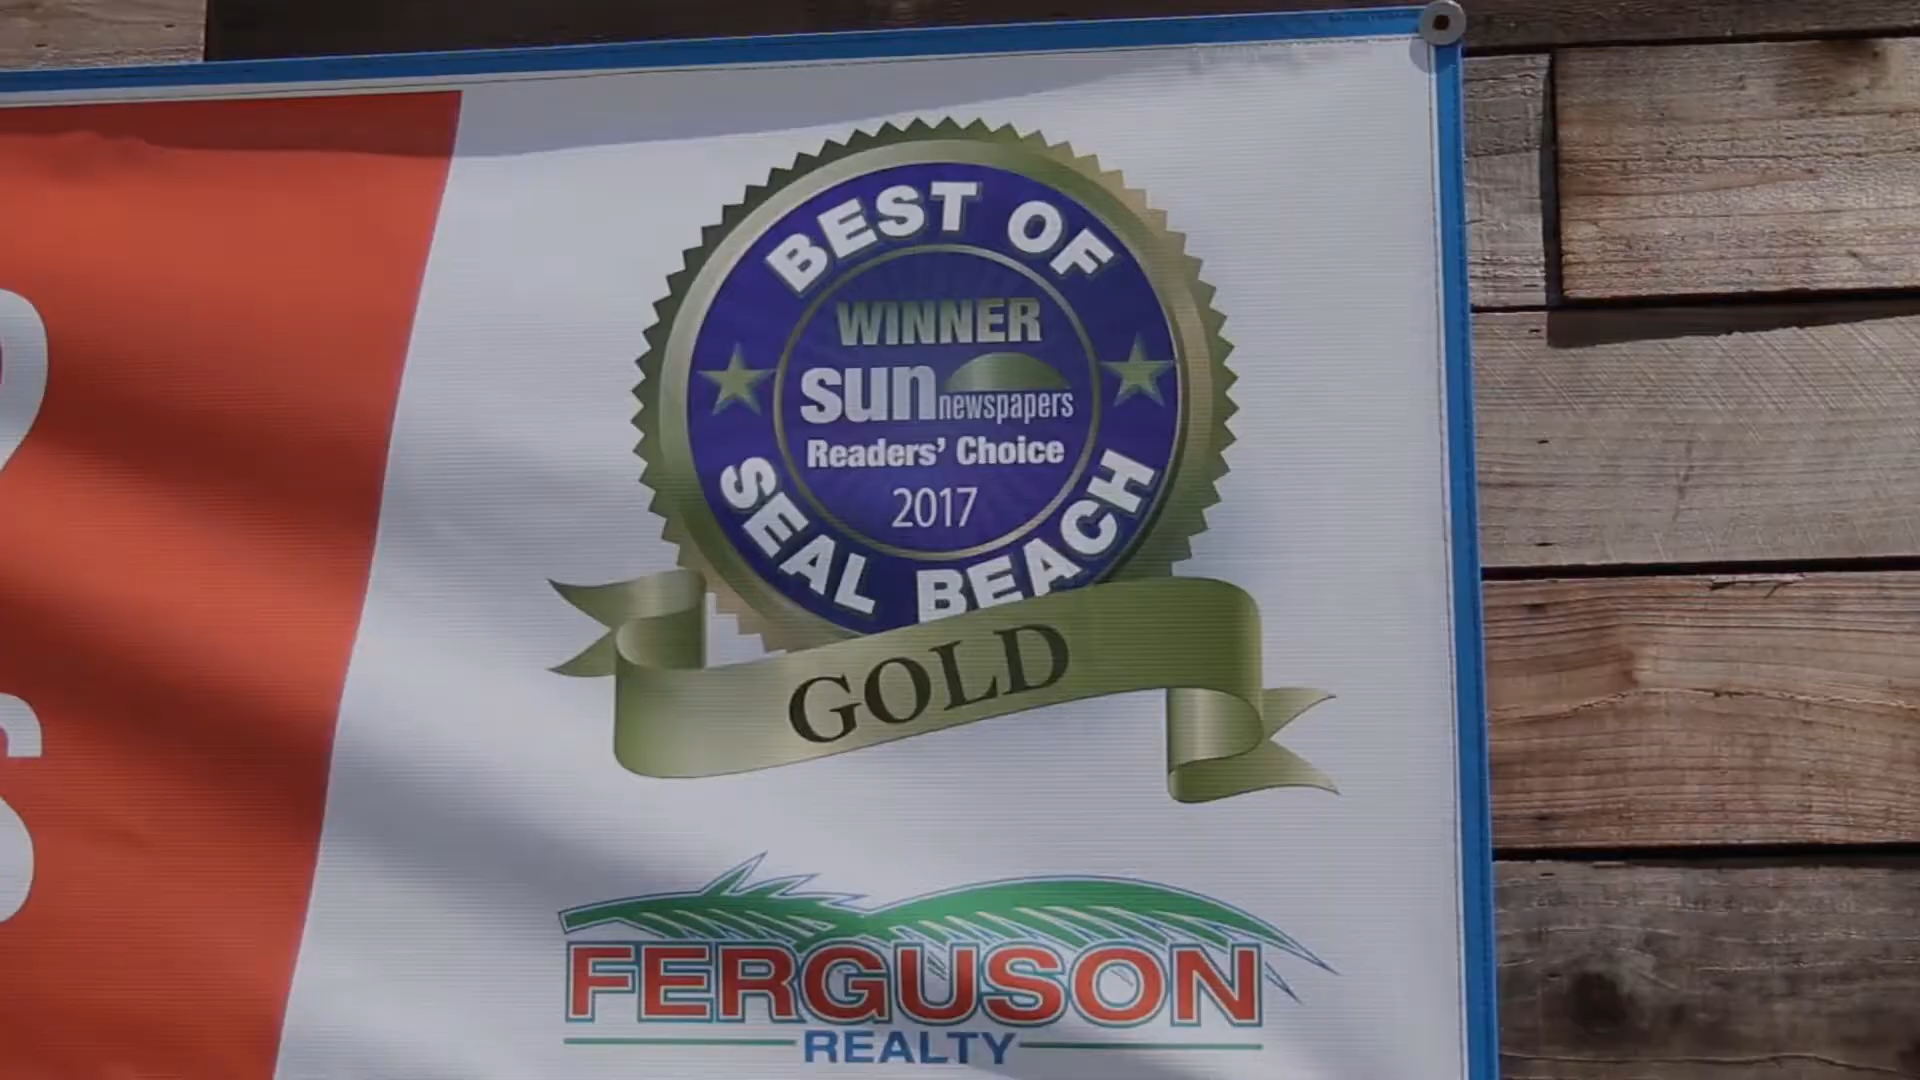 BEST OF
WINNER
sun newspapers
Readers' Choice
2017
SEAL BEACH
GOLD
FERGUSON
REALTY